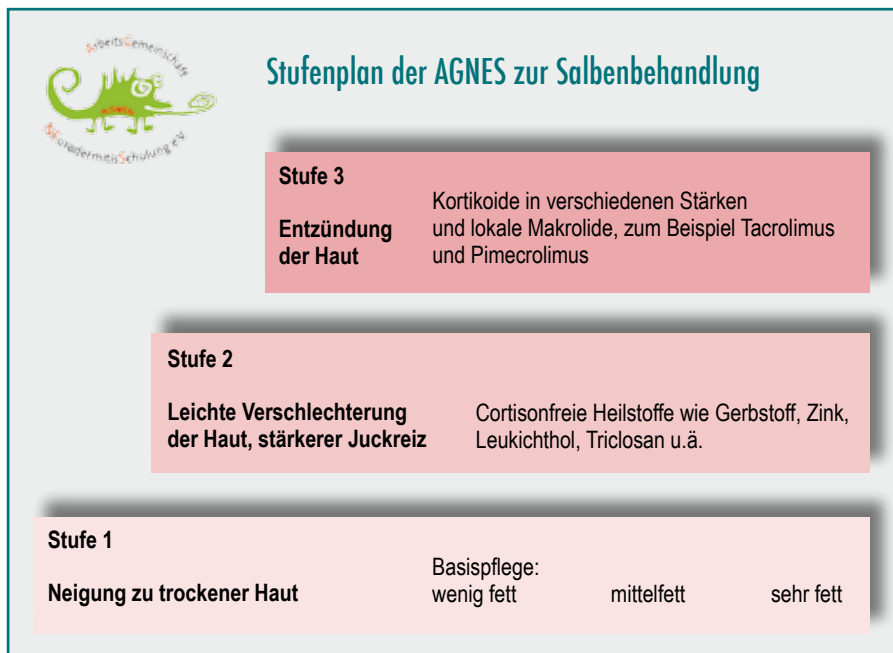 ArbeitsGemeinschaft
NEurodermitisSchulung e.V.
Stufenplan der AGNES zur Salbenbehandlung
Stufe 3
Entzündung
der Haut
Kortikoide in verschiedenen Stärken
und lokale Makrolide, zum Beispiel Tacrolimus
und Pimecrolimus
Stufe 2
Leichte Verschlechterung
der Haut, stärkerer Juckreiz
Cortisonfreie Heilstoffe wie Gerbstoff, Zink,
Leukichthol, Triclosan u.ä.
Stufe 1
Neigung zu trockener Haut
Basispflege:
wenig fett mittelfett sehr fett